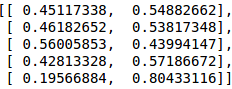 [[ 0.45117338, 0.54882662],
[ 0.46182652, 0.53817348],
[ 0.56005853, 0.43994147],
[ 0.42813328, 0.57186672],
[ 0.19566884, 0.80433116]]